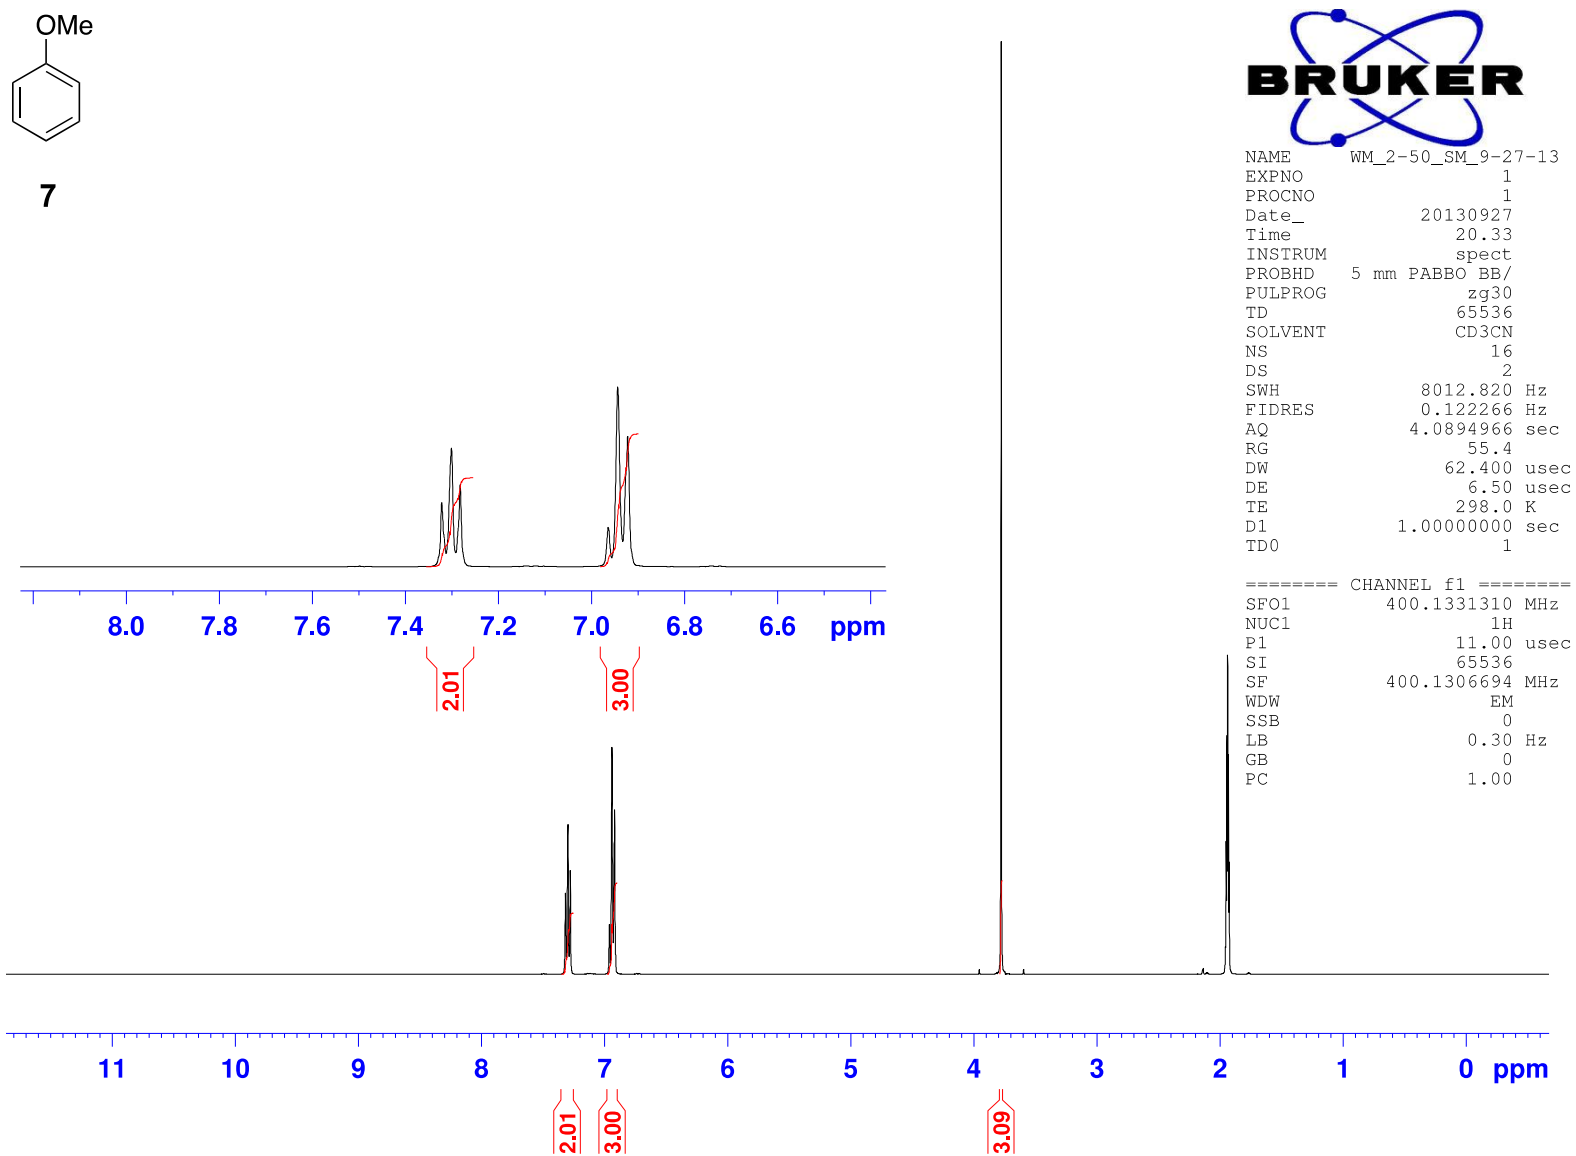 OMe
7
BRUKER
NAME WM_2-50_SM_9-27-13
EXPNO 1
PROCNO 1
Date_ 20130927
Time 20.33
INSTRUM spect
PROBHD 5 mm PABBO BB/
PULPROG zg30
TD 65536
SOLVENT CD3CN
NS 16
DS 2
SWH 8012.820 Hz
FIDRES 0.122266 Hz
AQ 4.0894966 sec
RG 55.4
DW 62.400 usec
DE 6.50 usec
TE 298.0 K
D1 1.00000000 sec
TD0 1
======== CHANNEL f1 ========
SFO1 400.1331310 MHz
NUC1 1H
P1 11.00 usec
SI 65536
SF 400.1306694 MHz
WDW EM
SSB 0
LB 0.30 Hz
GB 0
PC 1.00
8.0 7.8 7.6 7.4 7.2 7.0 6.8 6.6 ppm
2.01 3.00
11 10 9 8 7 6 5 4 3 2 1 0 ppm
2.01 3.00 3.09